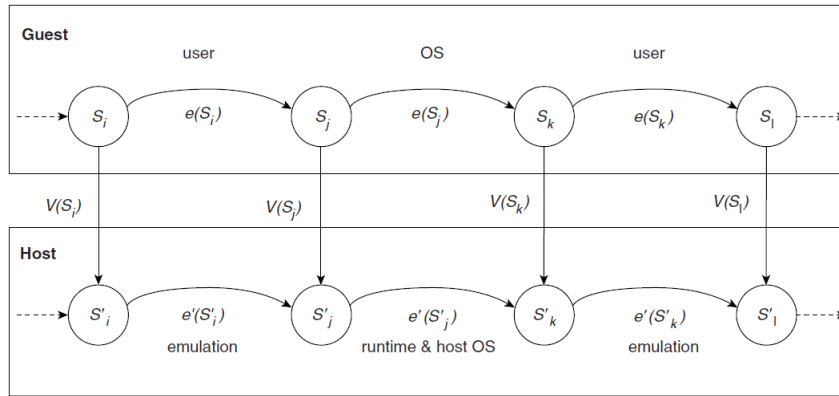 Guest
user OS user
S_i S_j S_k S_l
e(S_i) e(S_j) e(S_k)
V(S_i) V(S_j) V(S_k) V(S_l)
Host
S'_i S'_j S'_k S'_l
e'(S'_i) e'(S'_j) e'(S'_k)
emulation runtime & host OS emulation